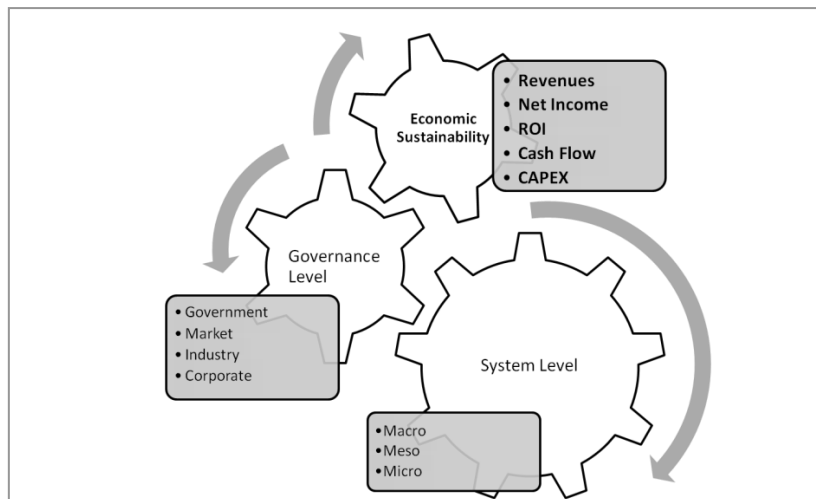 Economic
Sustainability
• Revenues
• Net Income
• ROI
• Cash Flow
• CAPEX
Governance
Level
• Government
• Market
• Industry
• Corporate
System Level
•Macro
•Meso
•Micro